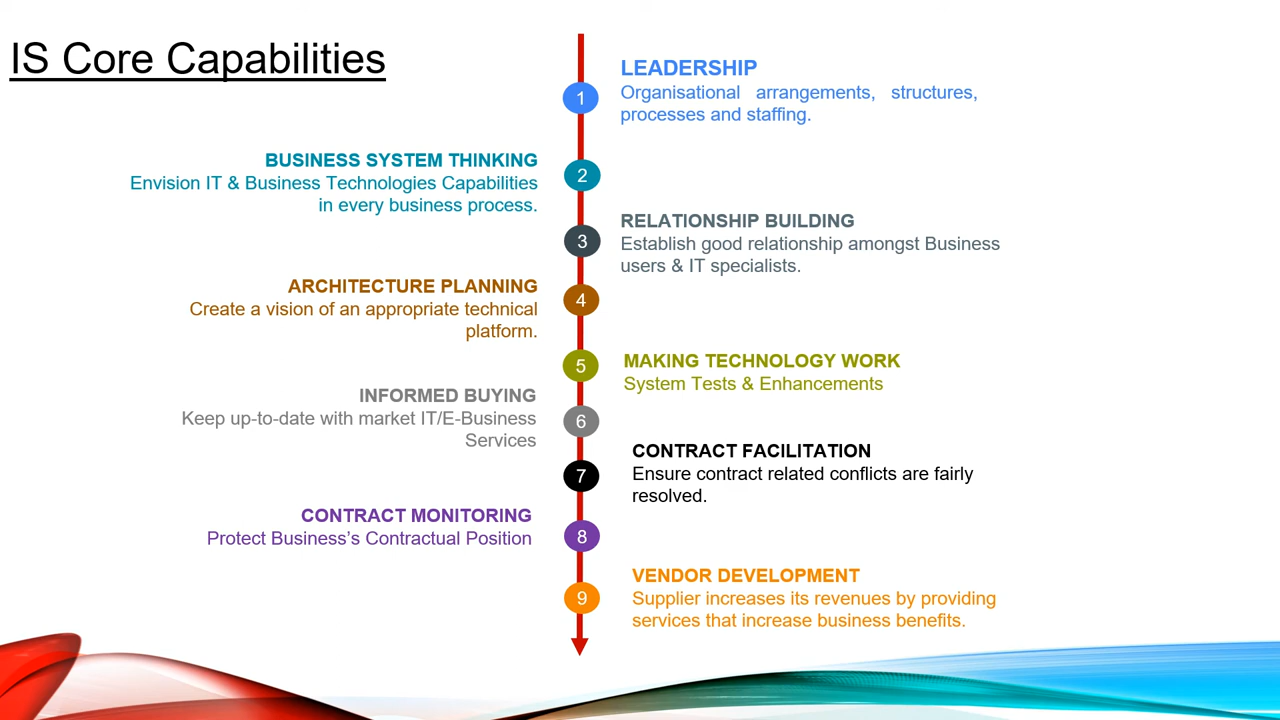 IS Core Capabilities
1
LEADERSHIP
Organisational arrangements, structures,
processes and staffing.
2
BUSINESS SYSTEM THINKING
Envision IT & Business Technologies Capabilities
in every business process.
3
RELATIONSHIP BUILDING
Establish good relationship amongst Business
users & IT specialists.
4
ARCHITECTURE PLANNING
Create a vision of an appropriate technical
platform.
5
MAKING TECHNOLOGY WORK
System Tests & Enhancements
6
INFORMED BUYING
Keep up-to-date with market IT/E-Business
Services
7
CONTRACT FACILITATION
Ensure contract related conflicts are fairly
resolved.
8
CONTRACT MONITORING
Protect Business’s Contractual Position
9
VENDOR DEVELOPMENT
Supplier increases its revenues by providing
services that increase business benefits.